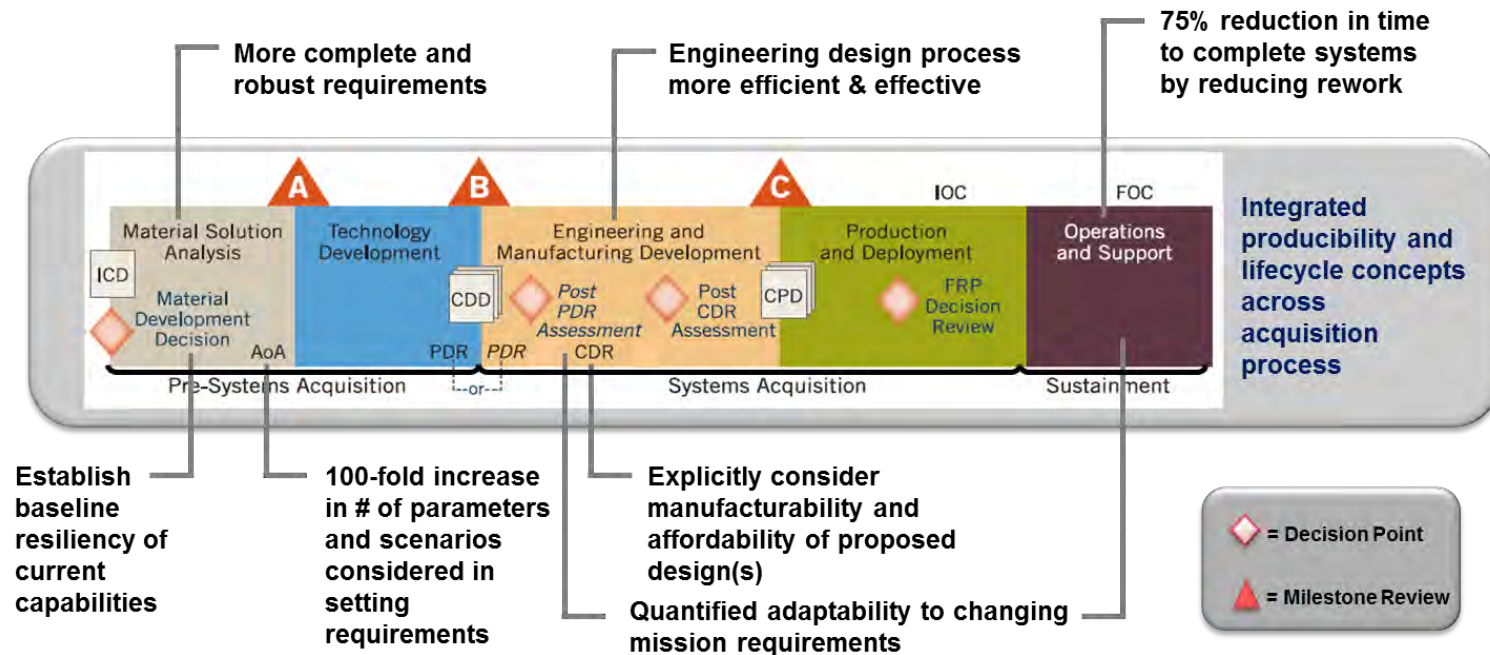 More complete and
robust requirements
Engineering design process
more efficient & effective
75% reduction in time
to complete systems
by reducing rework
A
B
C
IOC
FOC
Material Solution
Analysis
Technology
Development
Engineering and
Manufacturing Development
Production
and Deployment
Operations
and Support
ICD
Material
Development
Decision
AoA
CDD
Post
PDR
Assessment
Post
CDR
Assessment
CPD
FRP
Decision
Review
PDR
PDR
CDR
Pre-Systems Acquisition
or
Systems Acquisition
Sustainment
Integrated
producibility and
lifecycle concepts
across
acquisition
process
Establish
baseline
resiliency of
current
capabilities
100-fold increase
in # of parameters
and scenarios
considered in
setting
requirements
Explicitly consider
manufacturability and
affordability of proposed
design(s)
Quantified adaptability to changing
mission requirements
= Decision Point
= Milestone Review